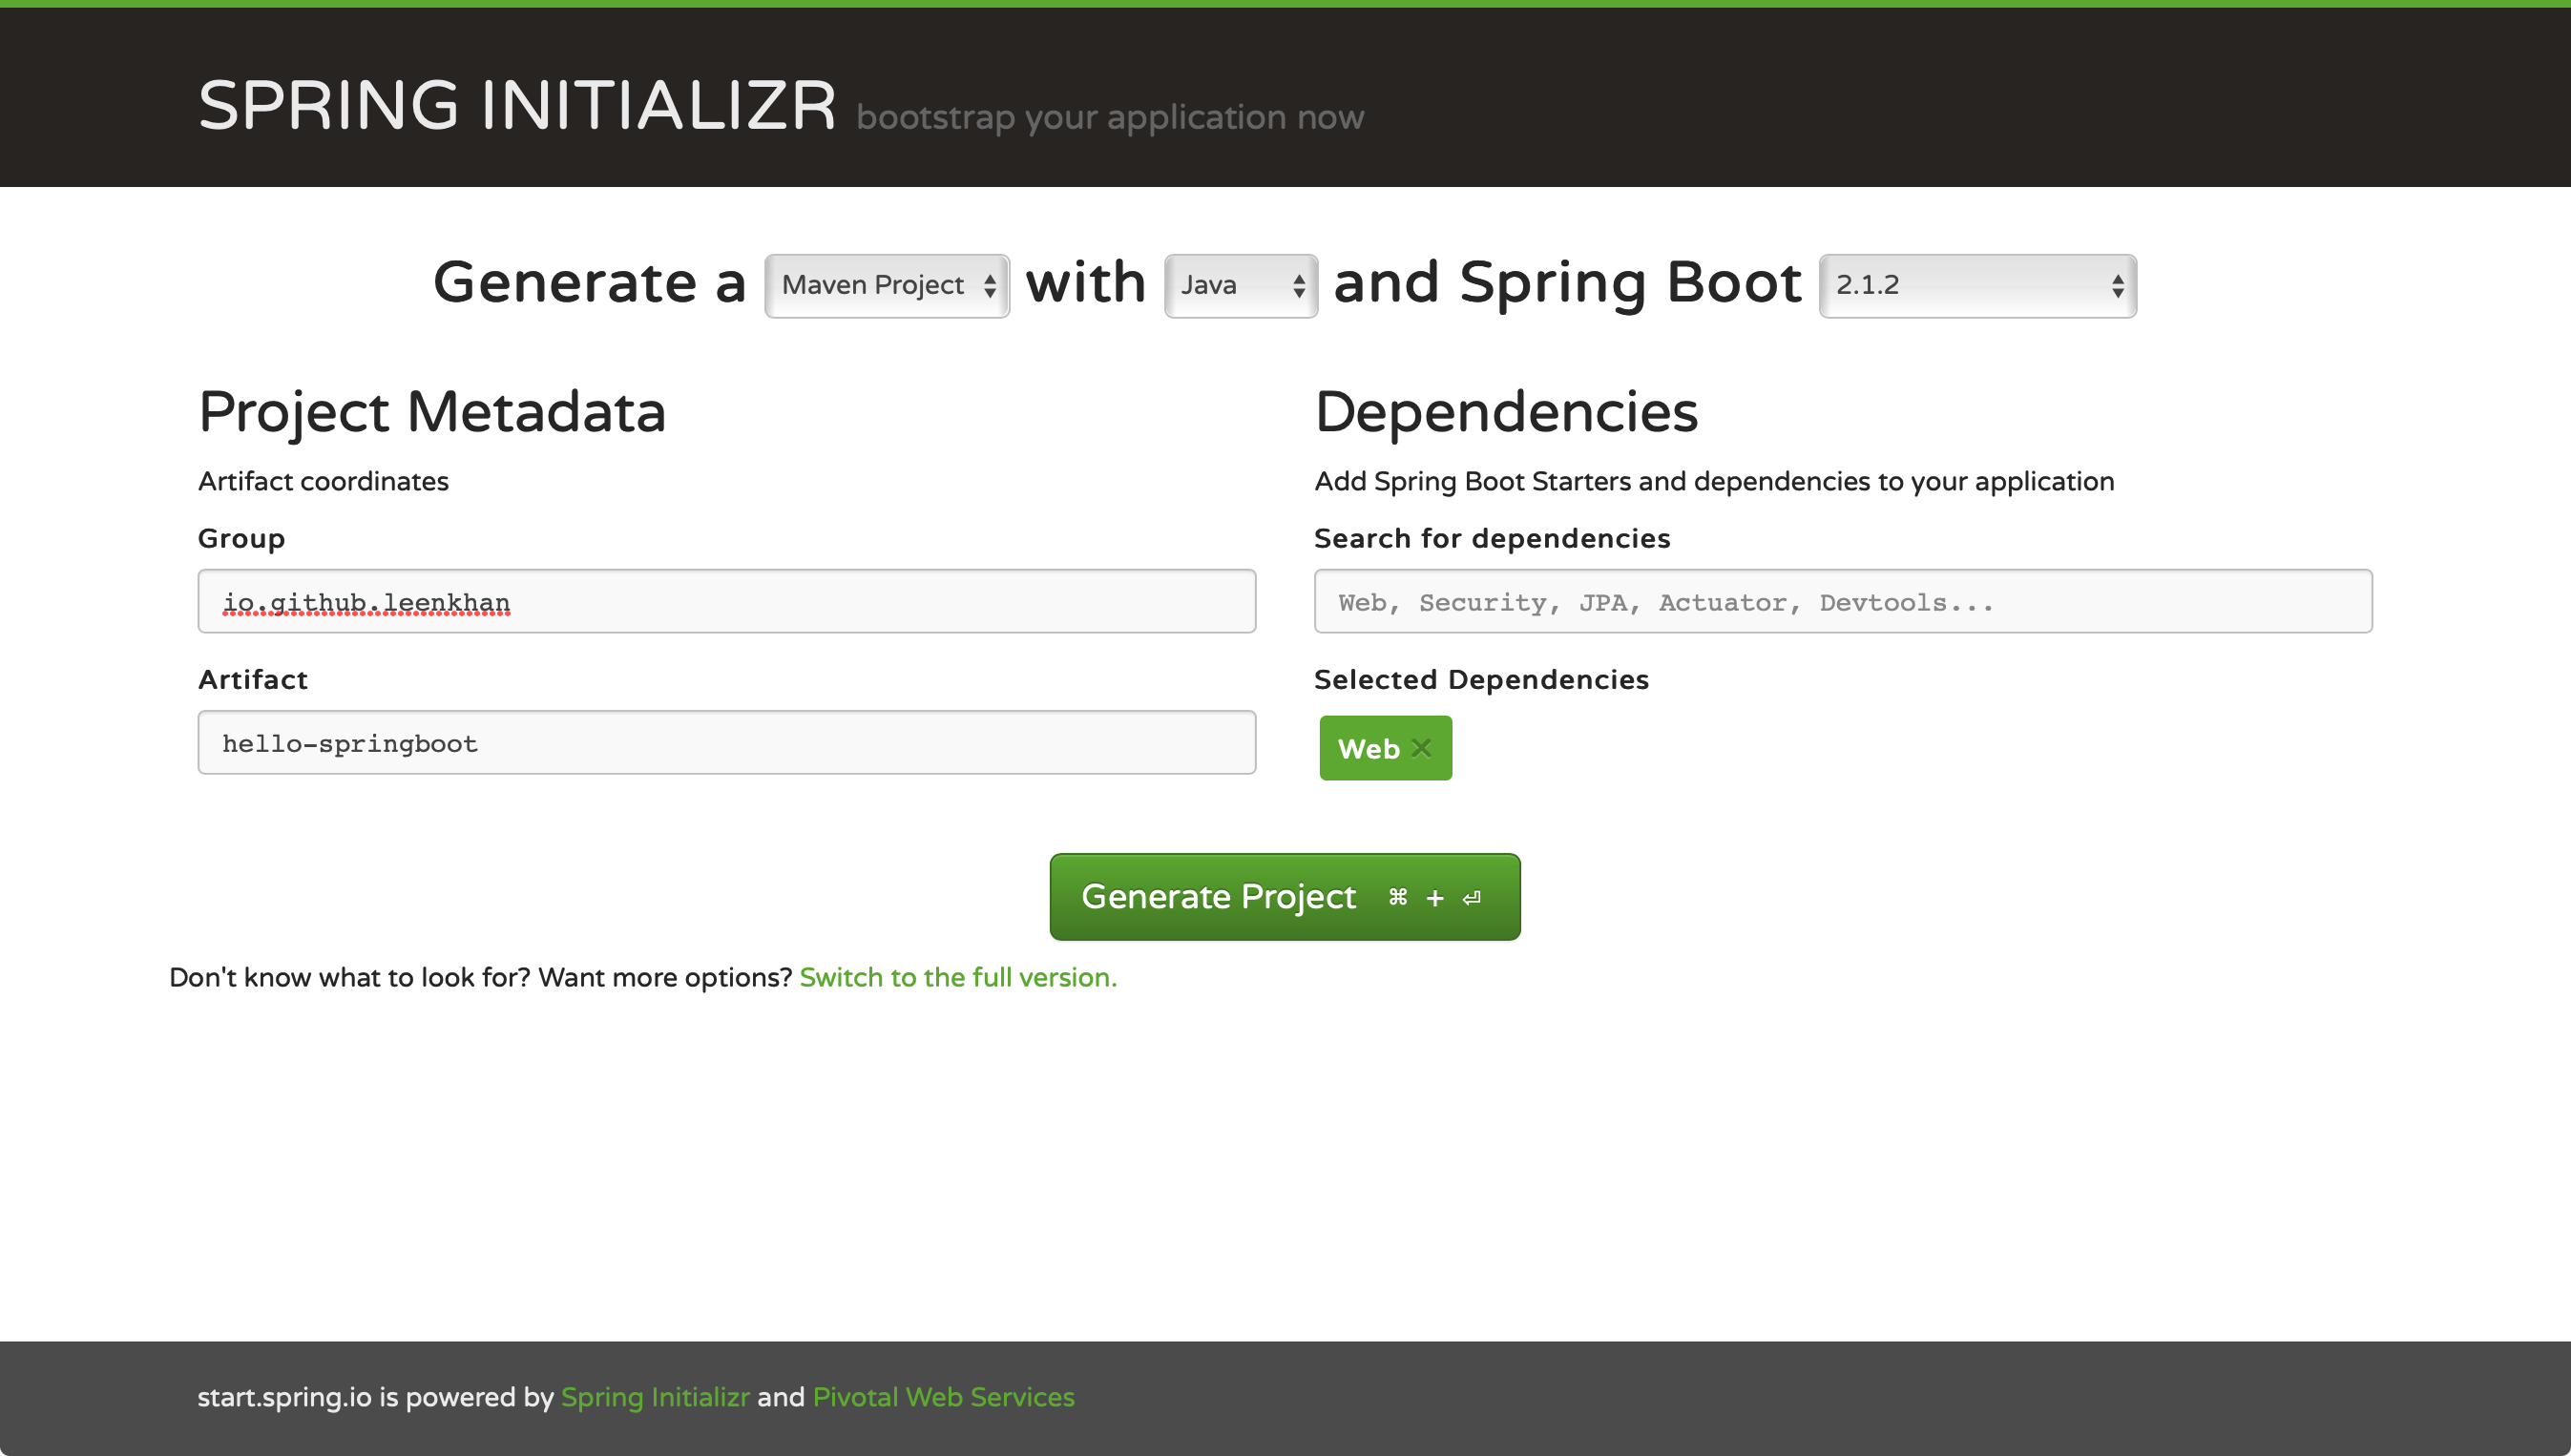 SPRING INITIALIZR bootstrap your application now
Generate a Maven Project with Java and Spring Boot 2.1.2
Project Metadata
Artifact coordinates
Group
io.github.leenkhan
Artifact
hello-springboot
Dependencies
Add Spring Boot Starters and dependencies to your application
Search for dependencies
Web, Security, JPA, Actuator, Devtools...
Selected Dependencies
Web ×
Generate Project ⌘ + ⏎
Don't know what to look for? Want more options? Switch to the full version.
start.spring.io is powered by Spring Initializr and Pivotal Web Services